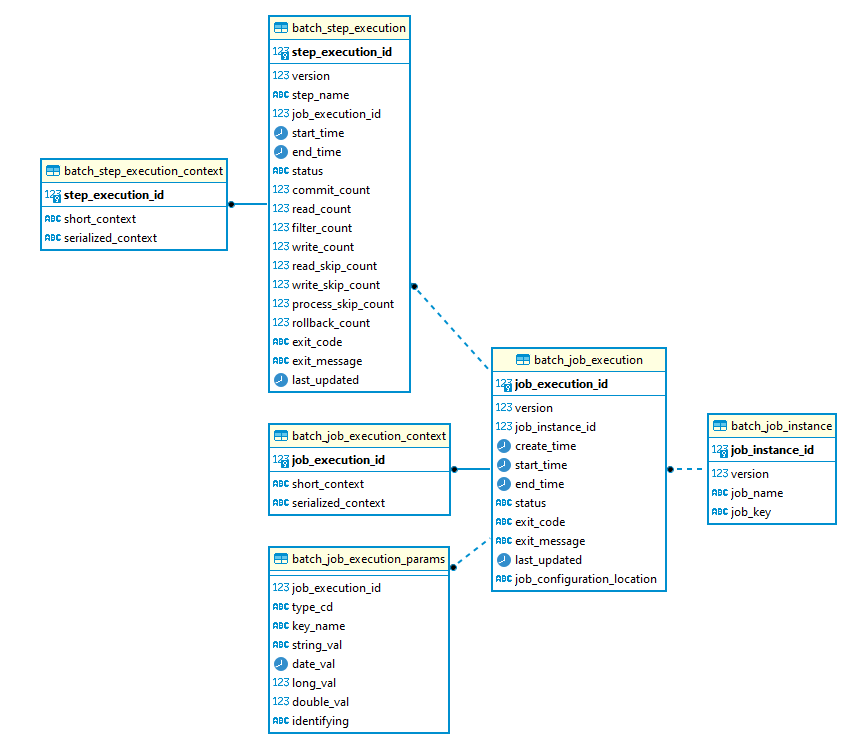 batch_step_execution
123 step_execution_id
123 version
ABC step_name
123 job_execution_id
start_time
end_time
ABC status
123 commit_count
123 read_count
123 filter_count
123 write_count
123 read_skip_count
123 write_skip_count
123 process_skip_count
123 rollback_count
ABC exit_code
ABC exit_message
last_updated
batch_step_execution_context
123 step_execution_id
ABC short_context
ABC serialized_context
batch_job_execution
123 job_execution_id
123 version
123 job_instance_id
create_time
start_time
end_time
ABC status
ABC exit_code
ABC exit_message
last_updated
ABC job_configuration_location
batch_job_instance
123 job_instance_id
123 version
ABC job_name
ABC job_key
batch_job_execution_context
123 job_execution_id
ABC short_context
ABC serialized_context
batch_job_execution_params
123 job_execution_id
ABC type_cd
ABC key_name
ABC string_val
date_val
123 long_val
123 double_val
ABC identifying